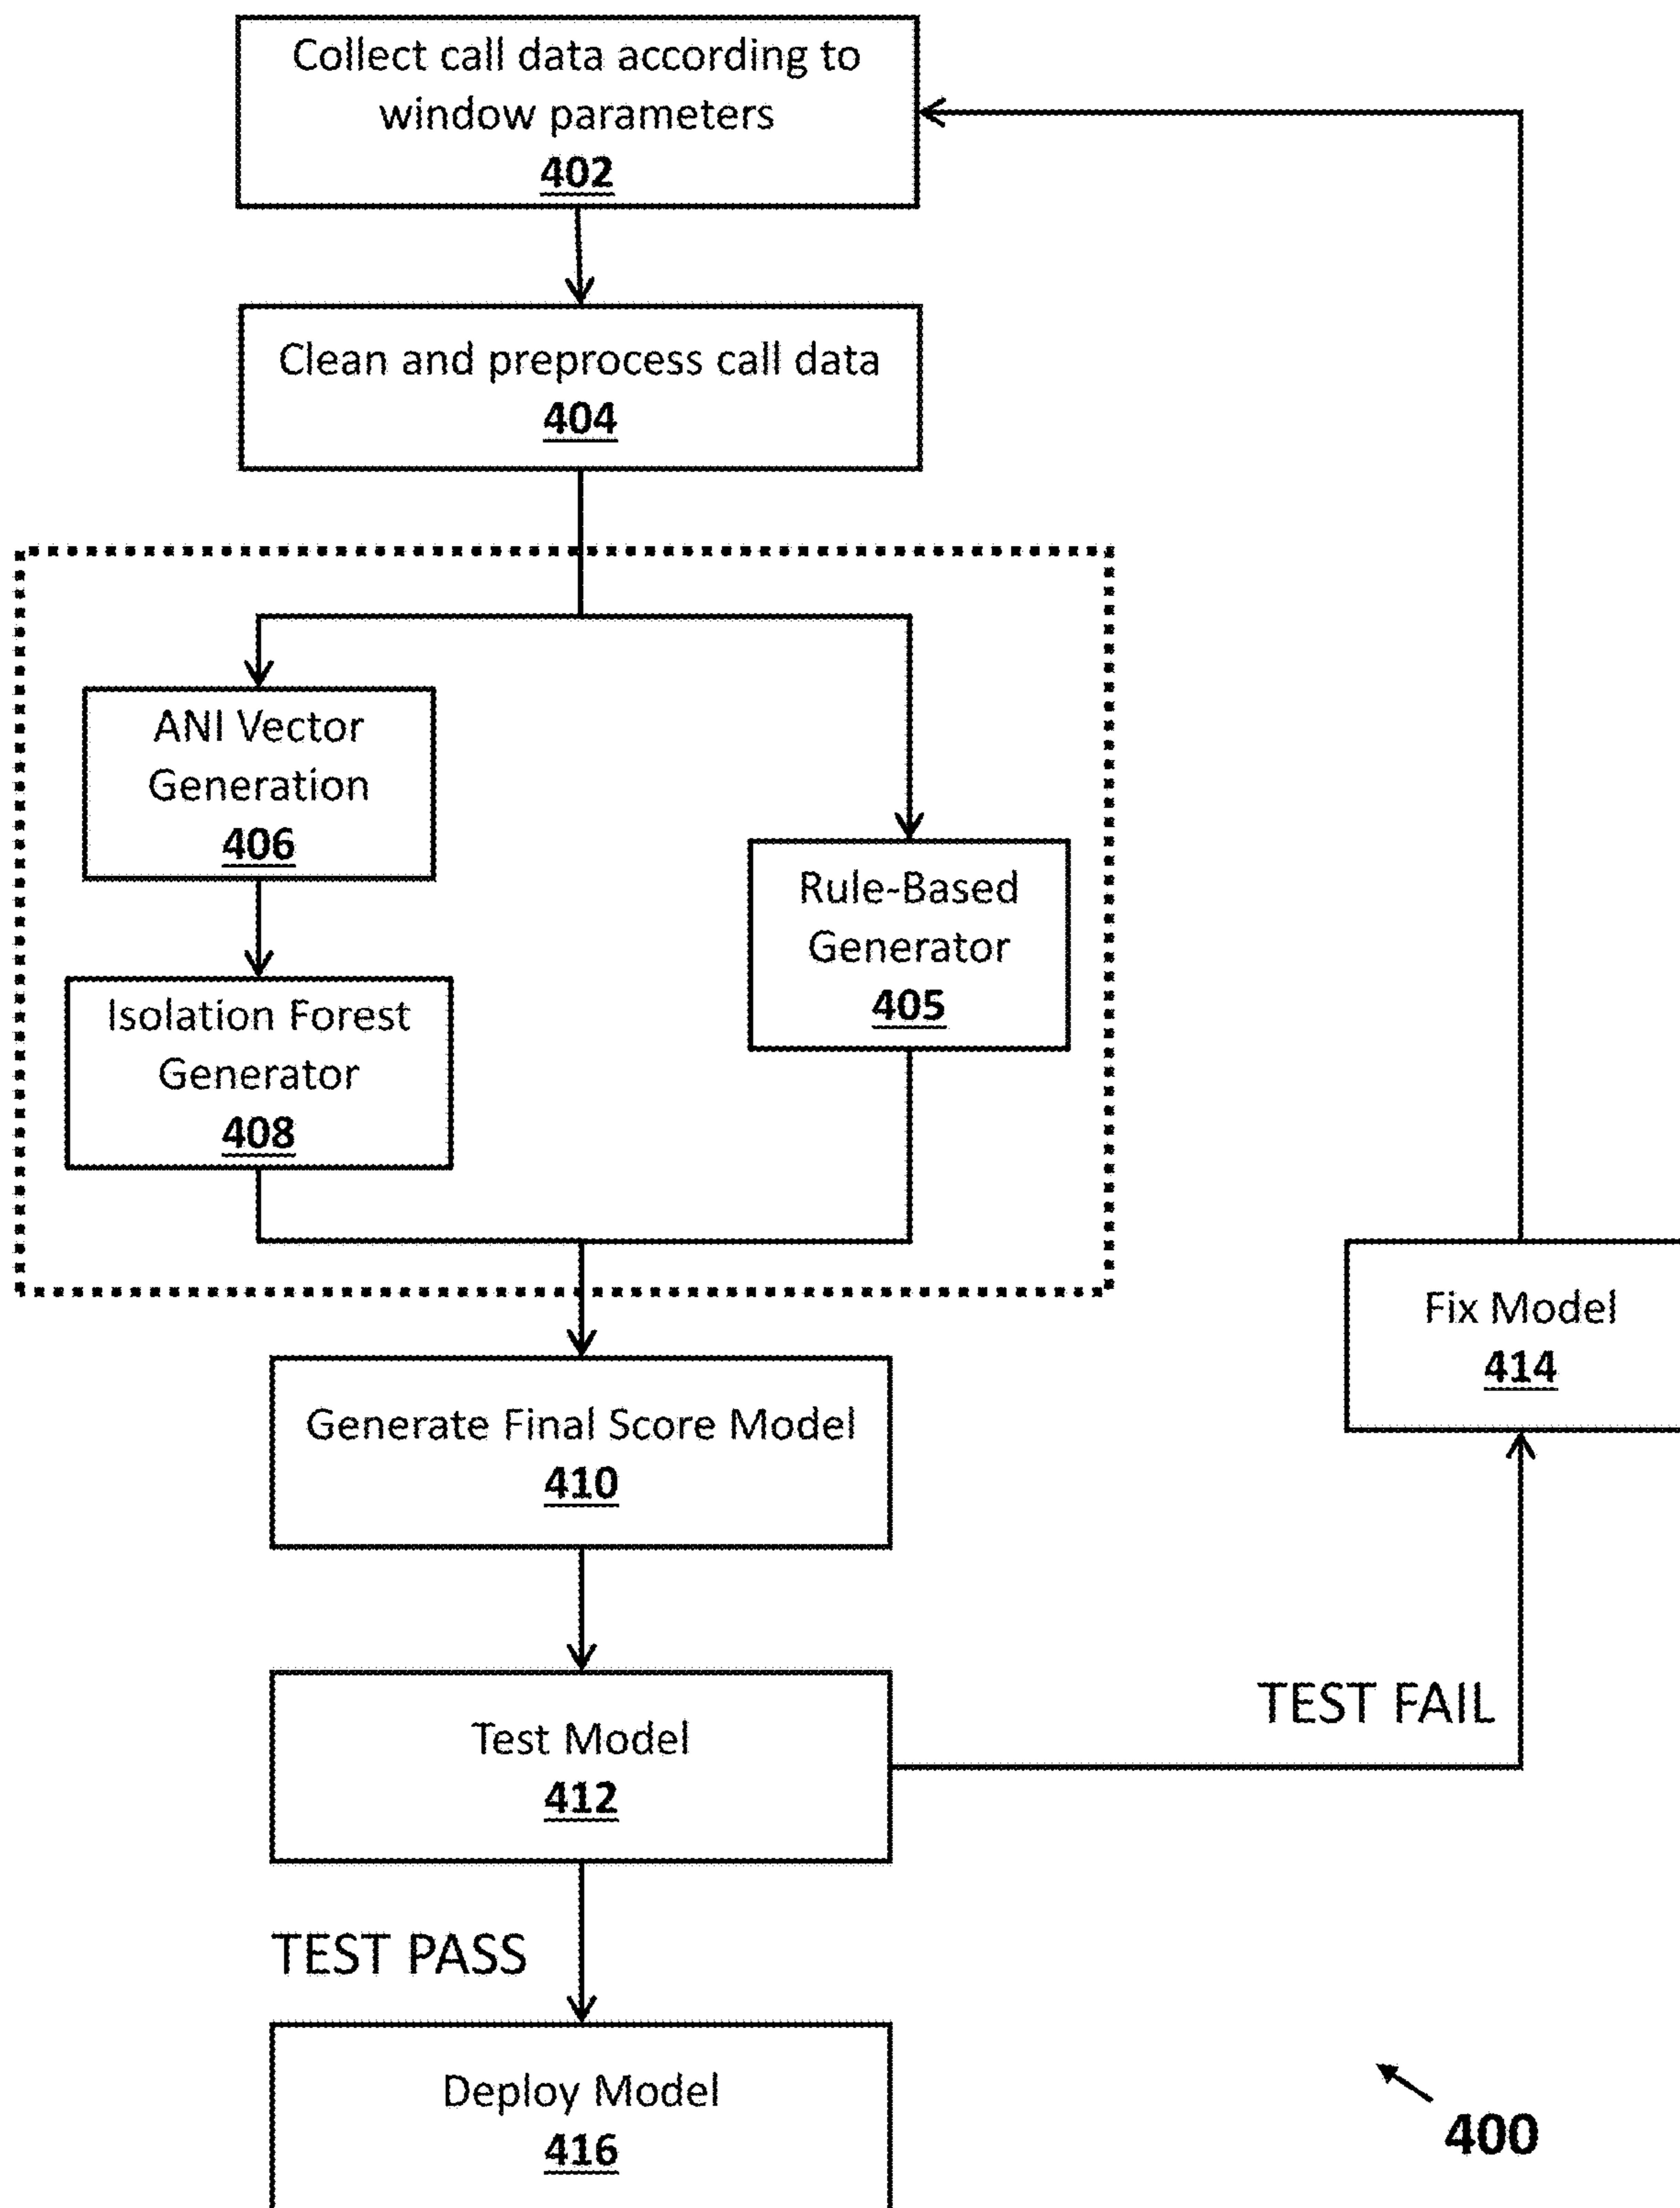 Collect call data according to
window parameters
402
Clean and preprocess call data
404
ANI Vector
Generation
406
Rule-Based
Generator
405
Isolation Forest
Generator
408
Generate Final Score Model
410
Fix Model
414
Test Model
412
TEST FAIL
TEST PASS
Deploy Model
416
400